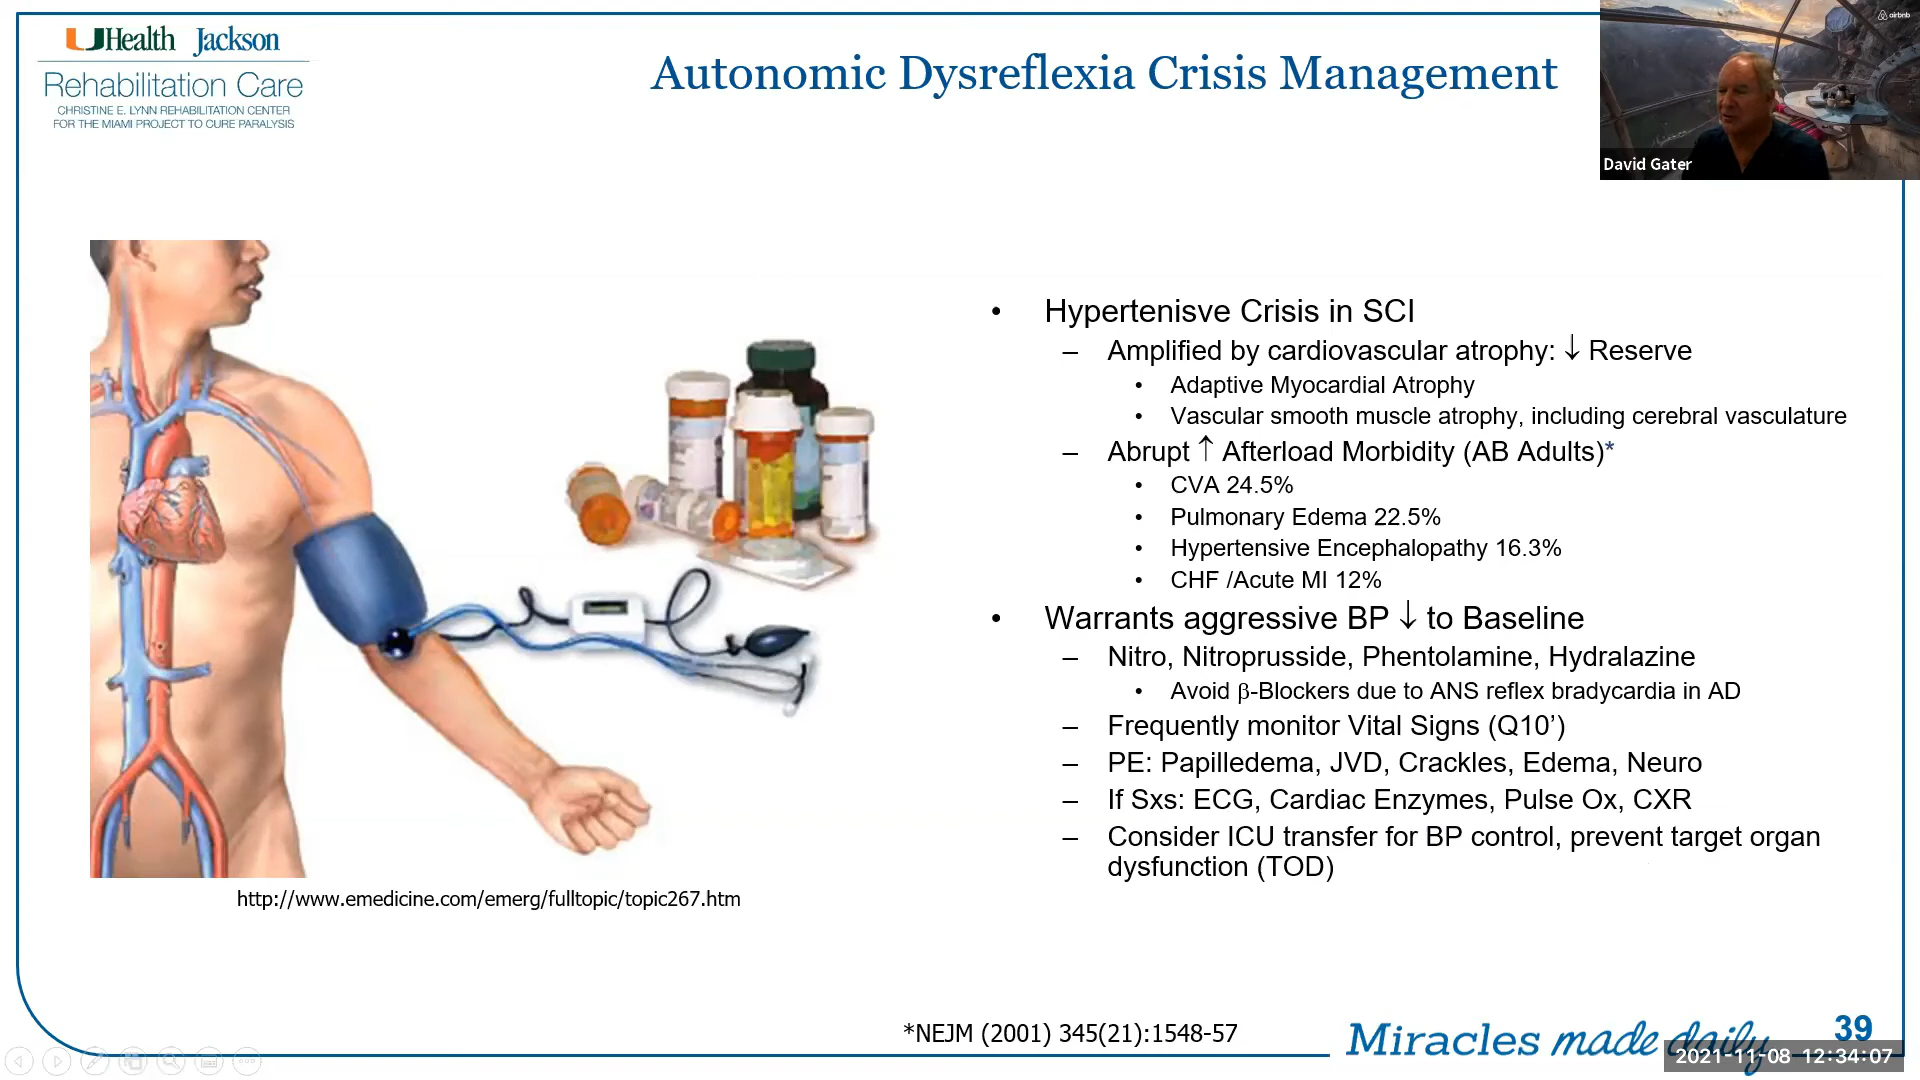 UHealth Jackson
Rehabilitation Care
CHRISTINE E. LYNN REHABILITATION CENTER
FOR THE MIAMI PROJECT TO CURE PARALYSIS
Autonomic Dysreflexia Crisis Management
airbnb
David Gater
• Hypertenisve Crisis in SCI
– Amplified by cardiovascular atrophy: ↓ Reserve
• Adaptive Myocardial Atrophy
• Vascular smooth muscle atrophy, including cerebral vasculature
– Abrupt ↑ Afterload Morbidity (AB Adults)*
• CVA 24.5%
• Pulmonary Edema 22.5%
• Hypertensive Encephalopathy 16.3%
• CHF /Acute MI 12%
• Warrants aggressive BP ↓ to Baseline
– Nitro, Nitroprusside, Phentolamine, Hydralazine
• Avoid β-Blockers due to ANS reflex bradycardia in AD
– Frequently monitor Vital Signs (Q10’)
– PE: Papilledema, JVD, Crackles, Edema, Neuro
– If Sxs: ECG, Cardiac Enzymes, Pulse Ox, CXR
– Consider ICU transfer for BP control, prevent target organ
dysfunction (TOD)
http://www.emedicine.com/emerg/fulltopic/topic267.htm
*NEJM (2001) 345(21):1548-57
Miracles made daily
39
2021-11-08 12:34:07